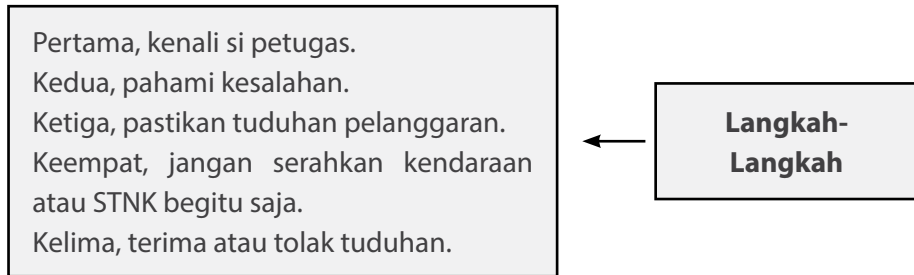 Pertama, kenali si petugas.
Kedua, pahami kesalahan.
Ketiga, pastikan tuduhan pelanggaran.
Keempat, jangan serahkan kendaraan
atau STNK begitu saja.
Kelima, terima atau tolak tuduhan.
Langkah-
Langkah